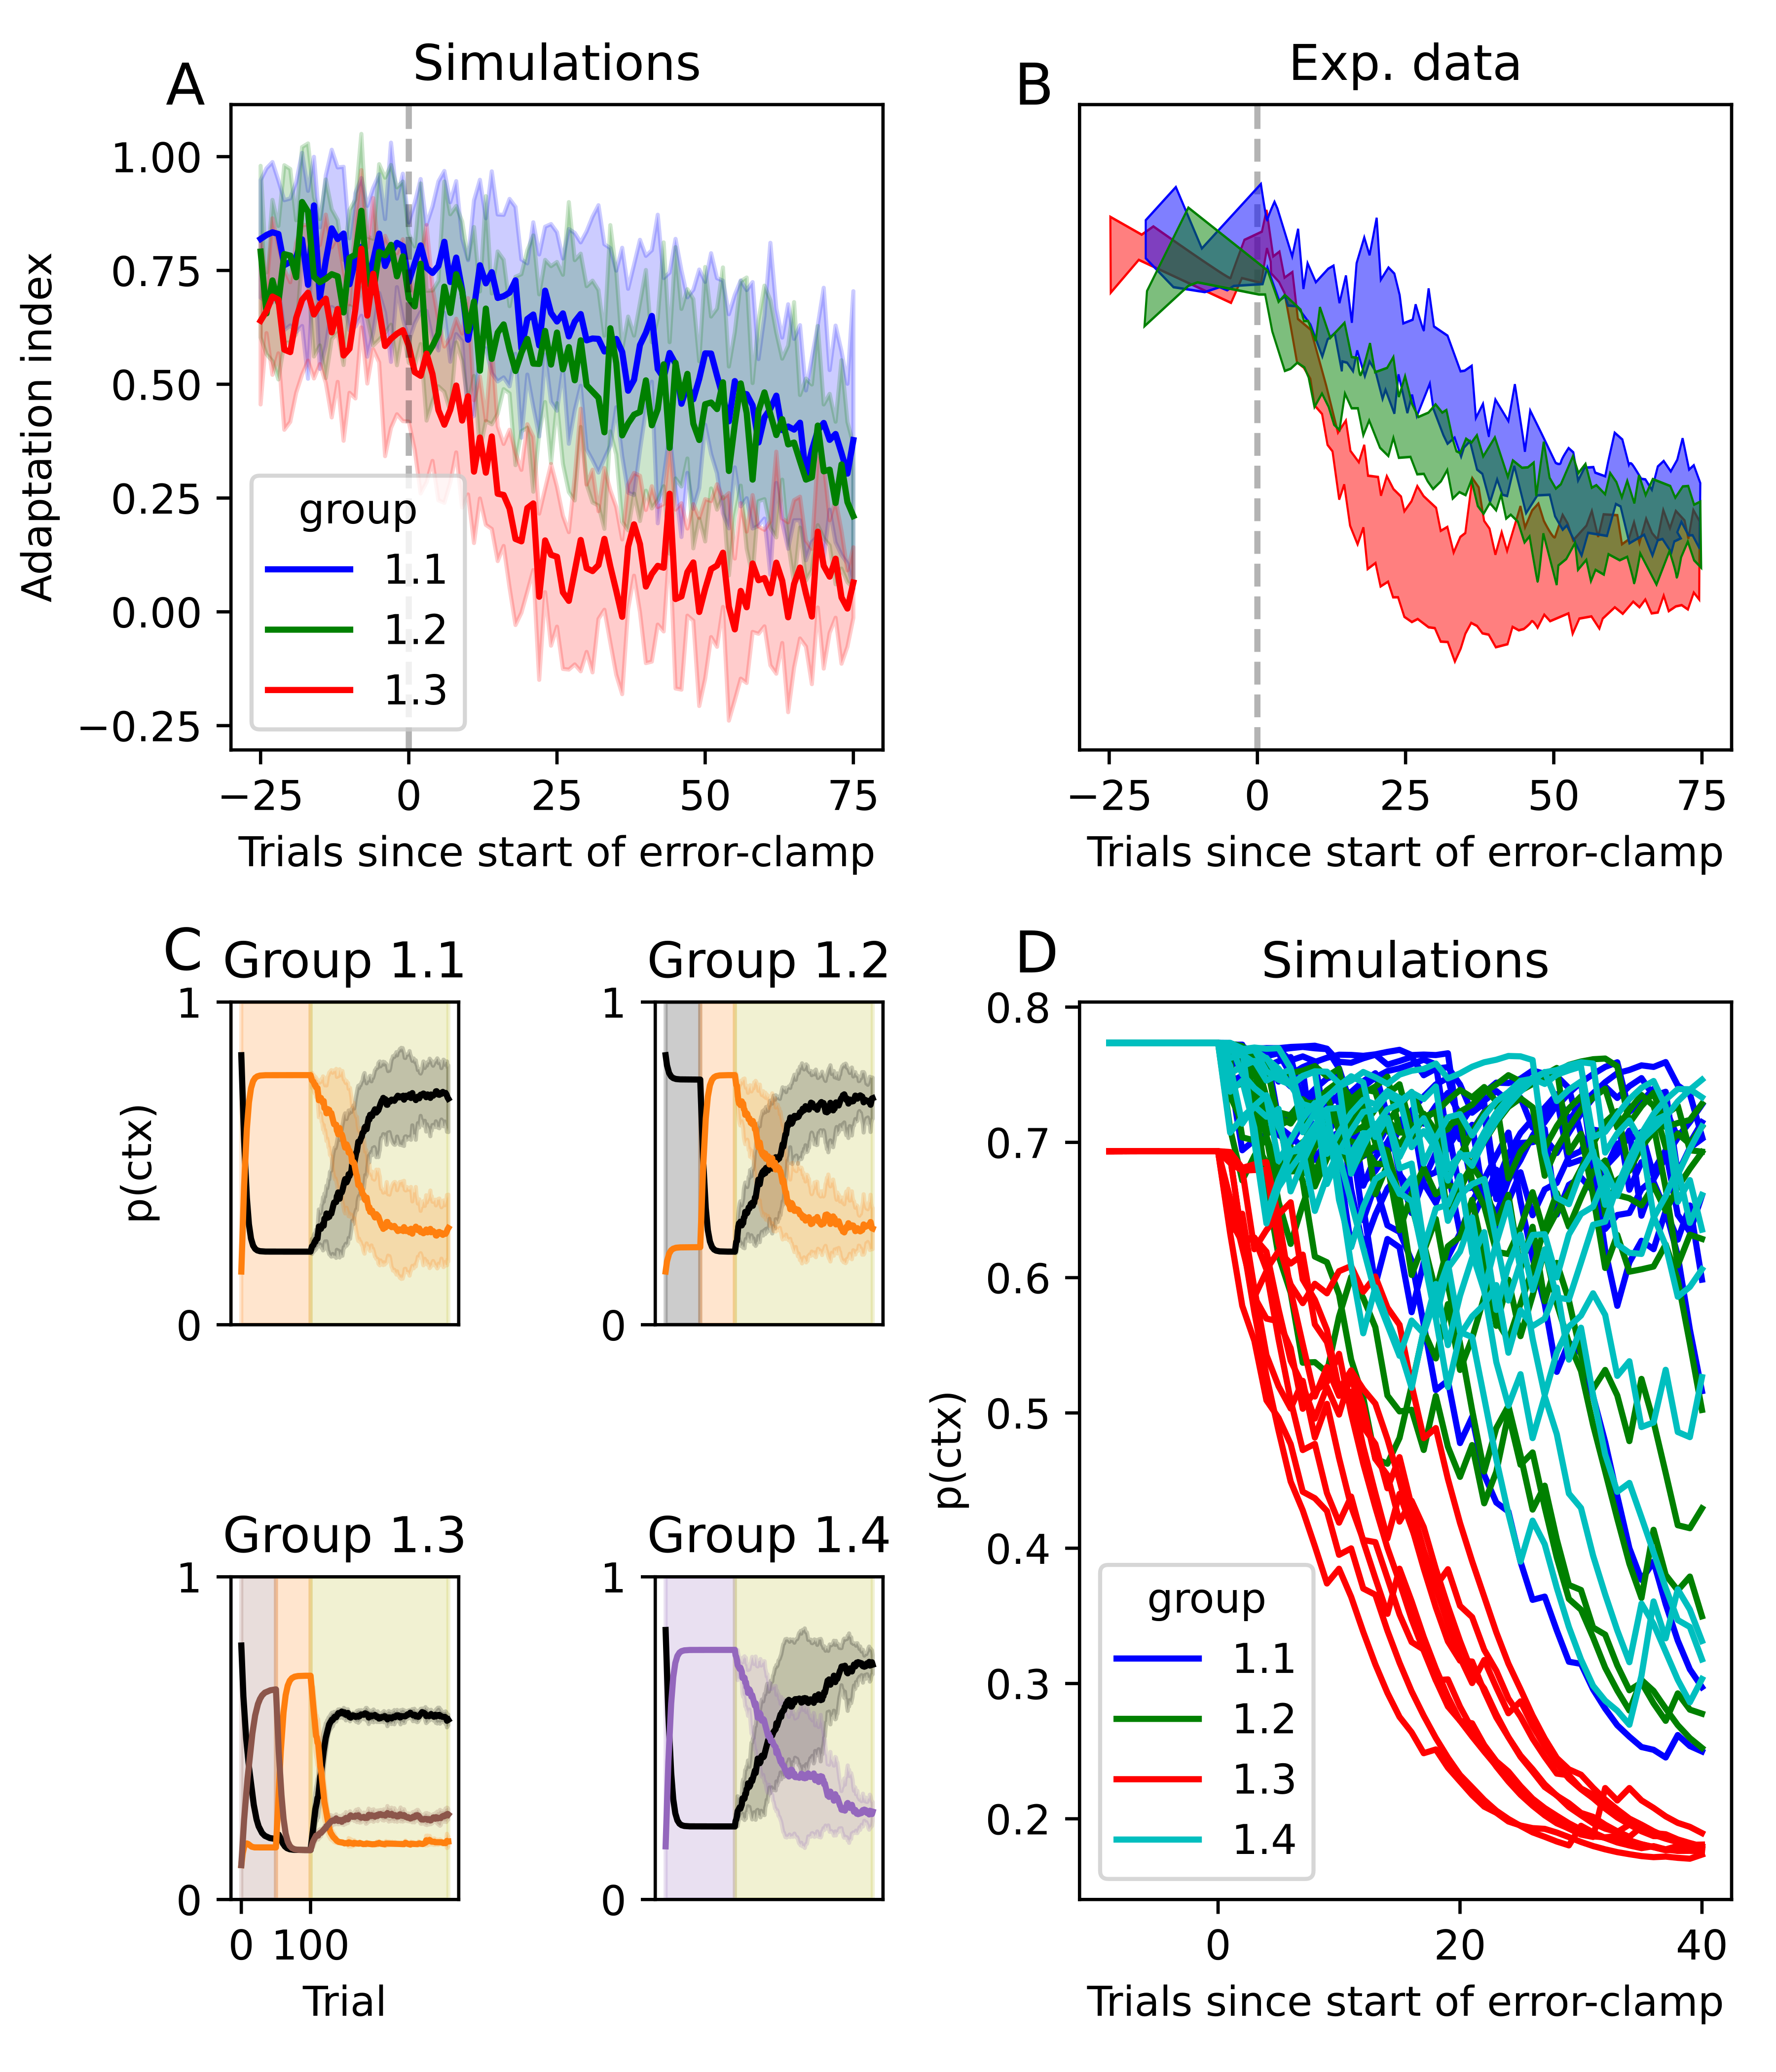 A
Simulations
B
Exp. data
Adaptation index
1.00
0.75
0.50
0.25
0.00
−0.25
group
1.1
1.2
1.3
−25
0
25
50
75
−25
0
25
50
75
Trials since start of error-clamp
Trials since start of error-clamp
C
Group 1.1
Group 1.2
p(ctx)
1
0
1
0
Group 1.3
Group 1.4
1
0
1
0
0
100
Trial
D
Simulations
p(ctx)
0.8
0.7
0.6
0.5
0.4
0.3
0.2
group
1.1
1.2
1.3
1.4
0
20
40
Trials since start of error-clamp